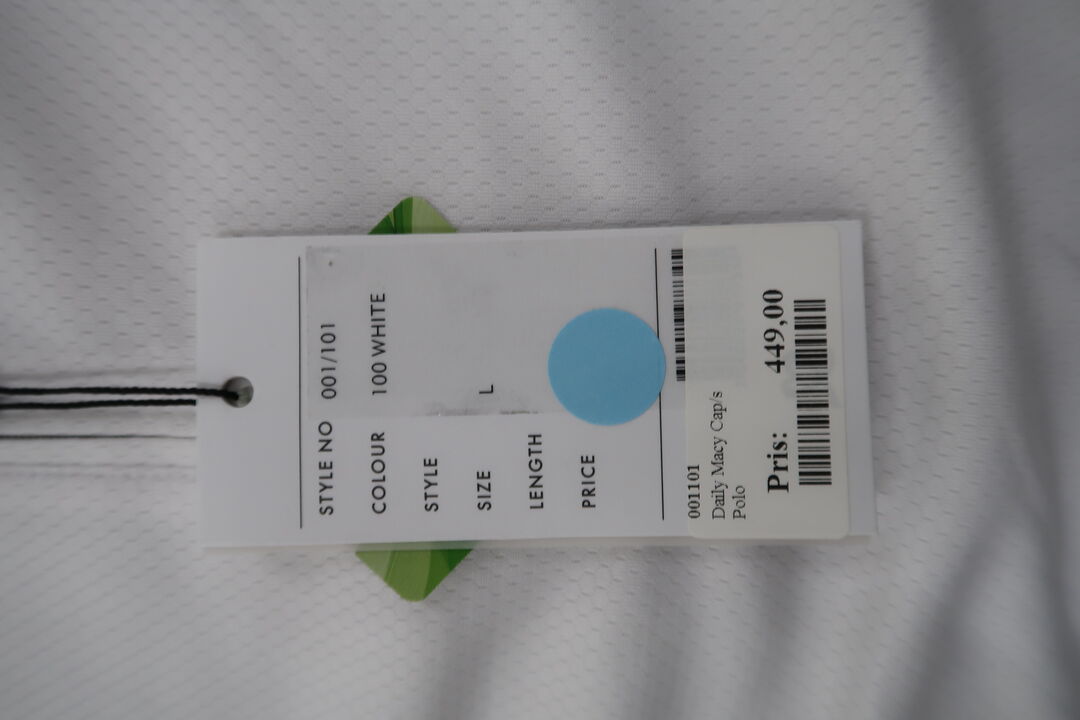 STYLE NO 001/101
COLOUR 100 WHITE
STYLE
SIZE L
LENGTH
PRICE
001101
Daily Macy Cap/s
Polo
Pris: 449,00